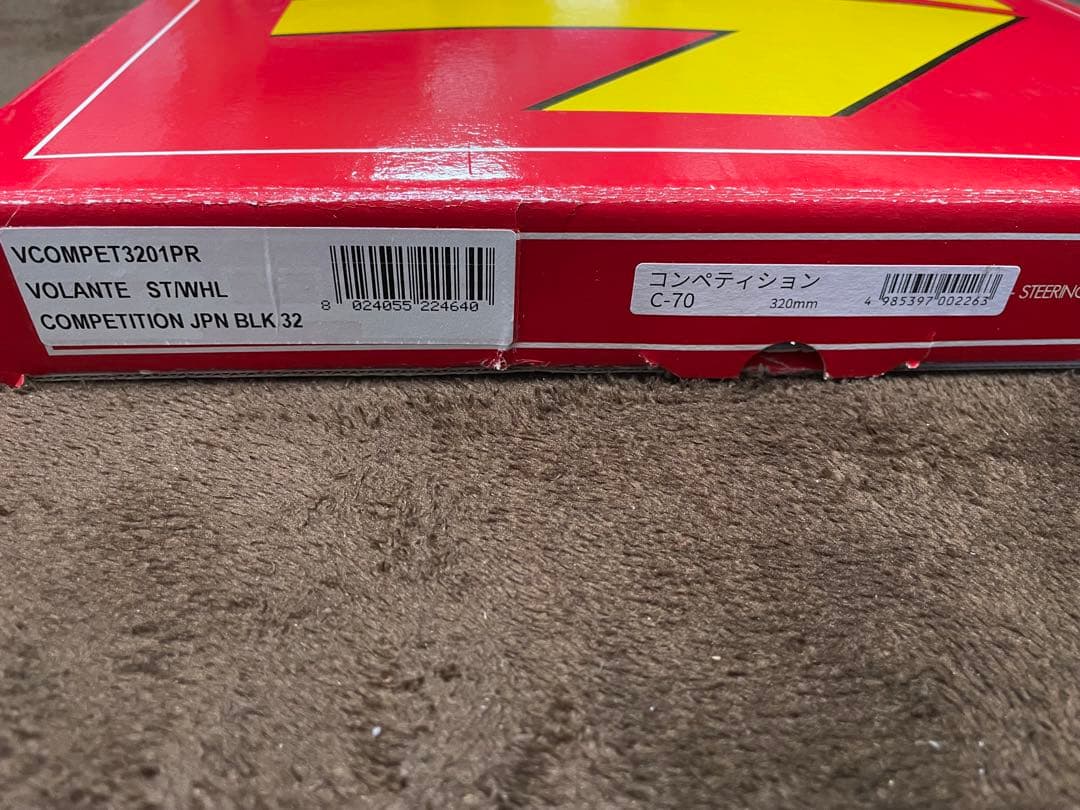 VCOMPET3201PR
VOLANTE ST/WHL
COMPETITION JPN BLK 32
8 024055 224640
コンペティション
C-70 320mm
4 985397 002263
- STEERING